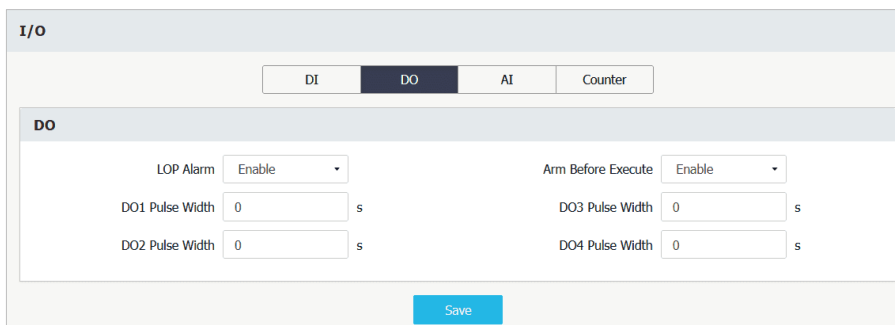 I/O
DI DO AI Counter
DO
LOP Alarm Enable Arm Before Execute Enable
DO1 Pulse Width 0 s DO3 Pulse Width 0 s
DO2 Pulse Width 0 s DO4 Pulse Width 0 s
Save